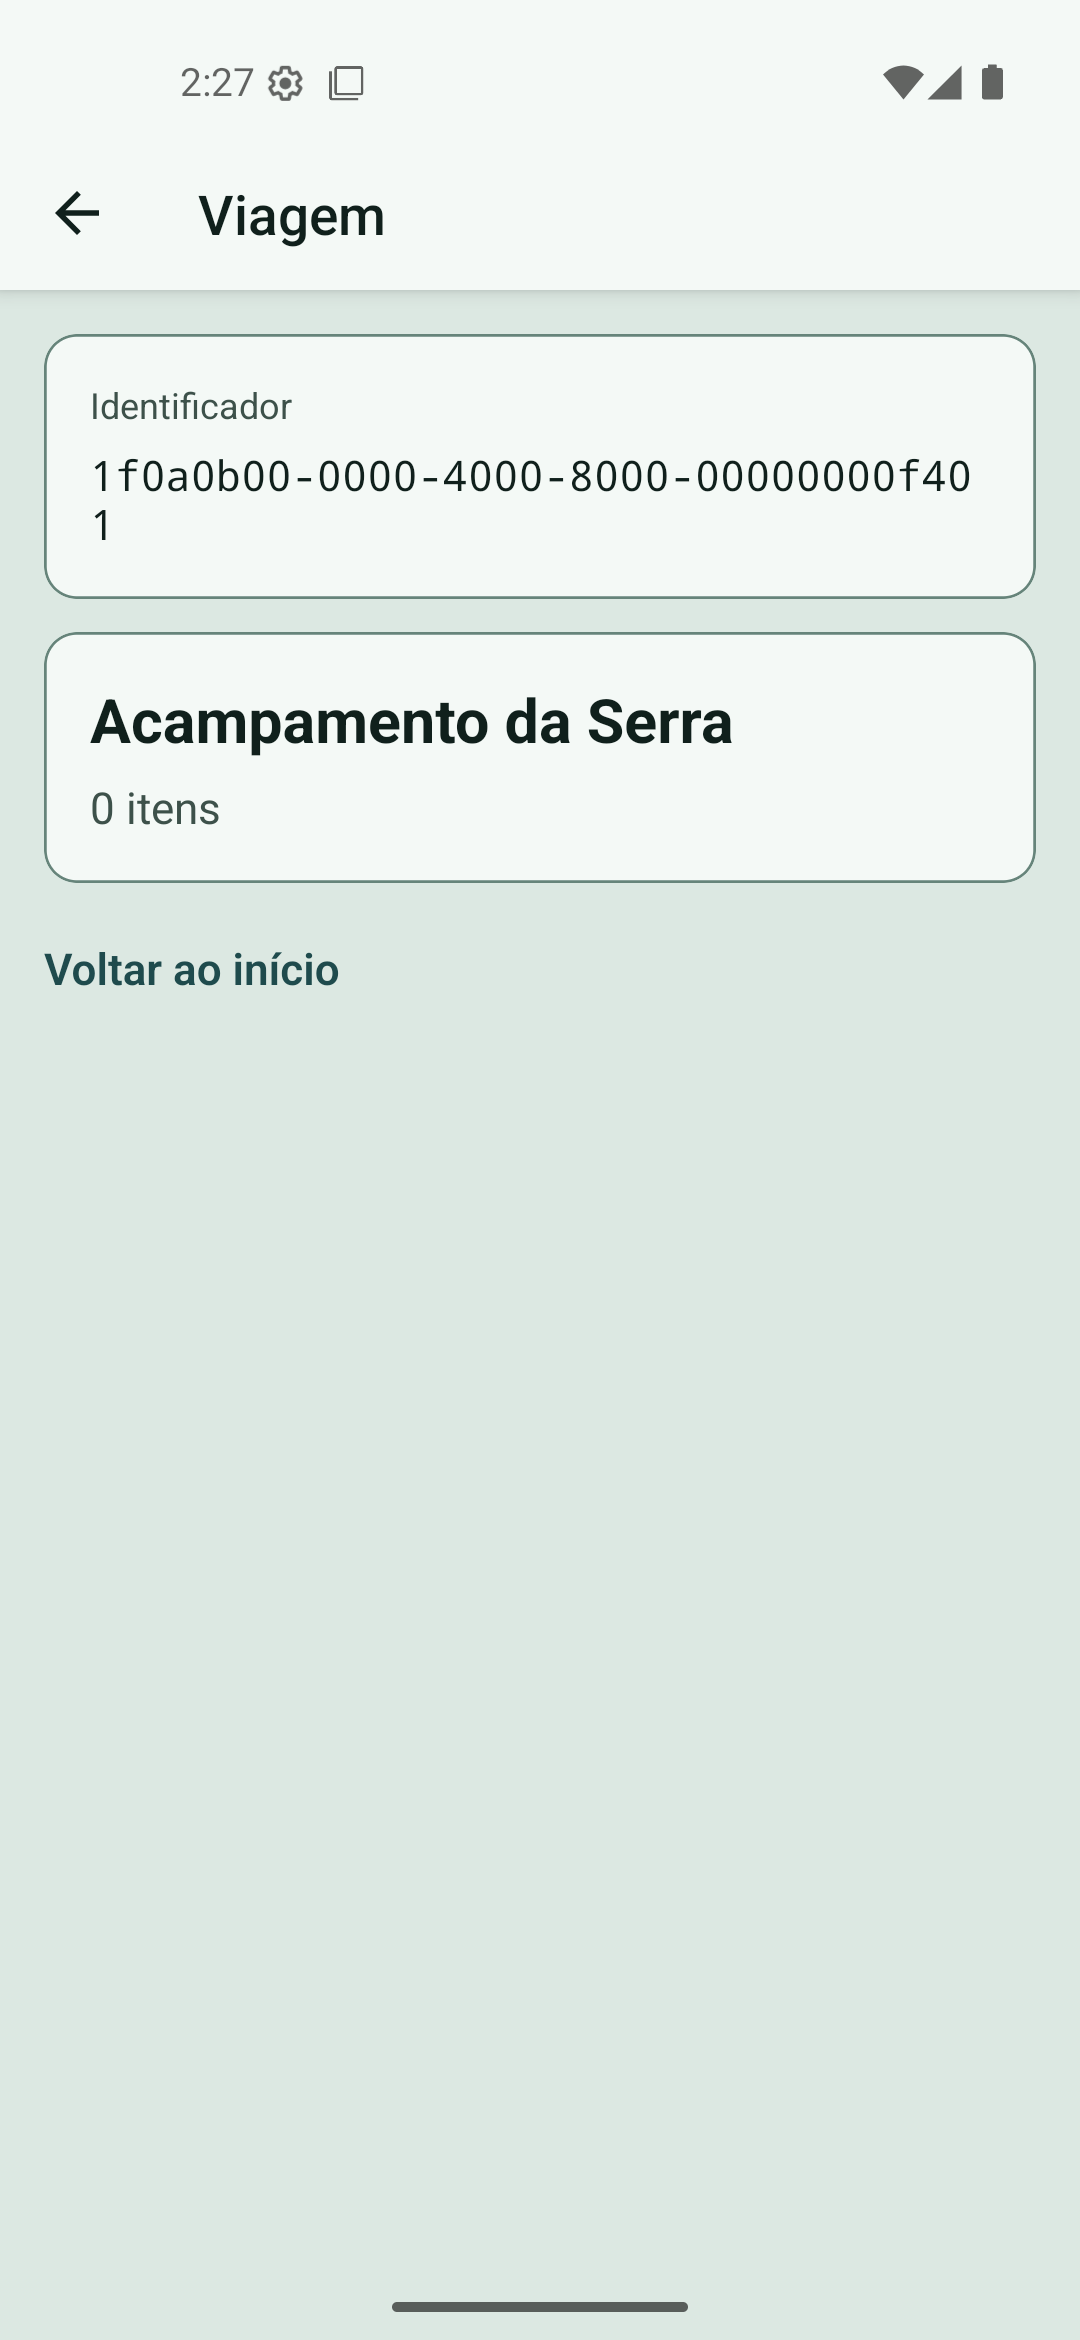 2:27
Viagem
Identificador
1f0a0b00-0000-4000-8000-00000000f40
1
Acampamento da Serra
0 itens
Voltar ao início